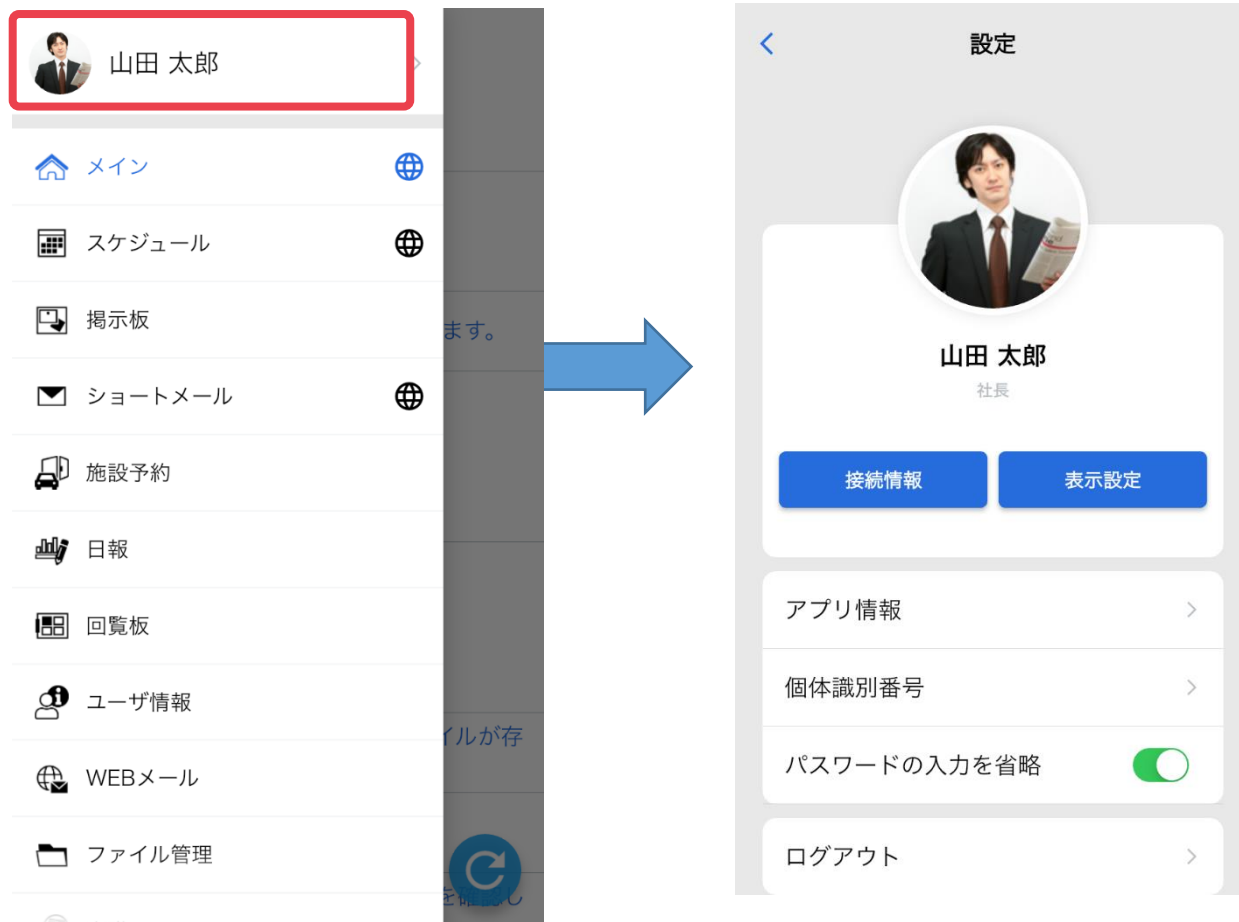 山田 太郎
メイン
スケジュール
掲示板
ショートメール
施設予約
日報
回覧板
ユーザ情報
WEBメール
ファイル管理
ます。
イルが存
を確認し
設定
山田 太郎
社長
接続情報
表示設定
アプリ情報
個体識別番号
パスワードの入力を省略
ログアウト